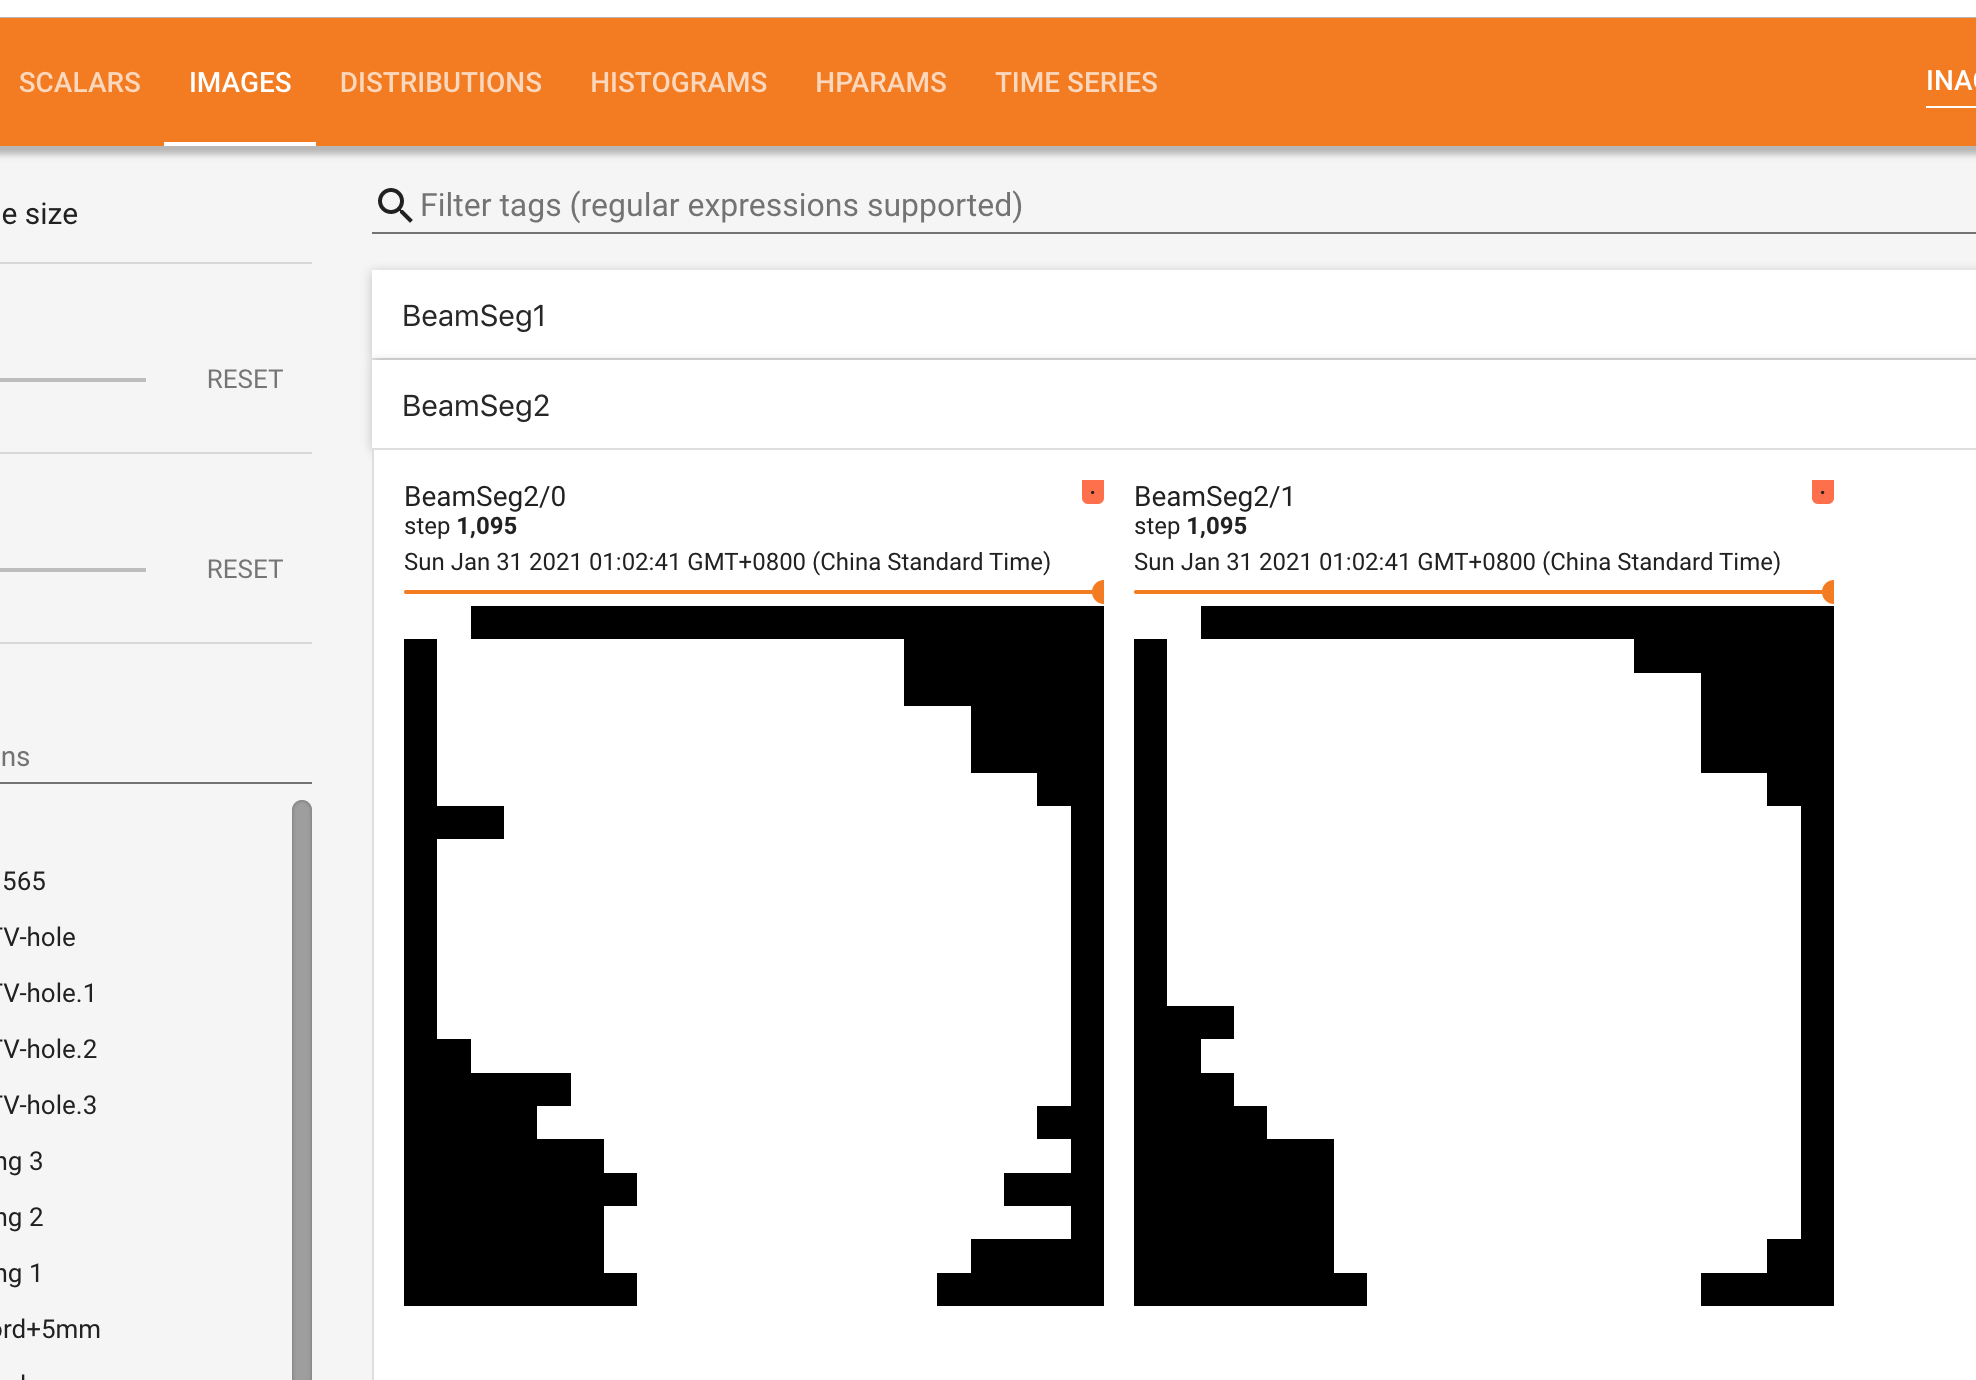 SCALARS IMAGES DISTRIBUTIONS HISTOGRAMS HPARAMS TIME SERIES
e size
Filter tags (regular expressions supported)
BeamSeg1
RESET
BeamSeg2
BeamSeg2/0
step 1,095
Sun Jan 31 2021 01:02:41 GMT+0800 (China Standard Time)
BeamSeg2/1
step 1,095
Sun Jan 31 2021 01:02:41 GMT+0800 (China Standard Time)
RESET
ns
565
V-hole
V-hole.1
V-hole.2
V-hole.3
ng 3
ng 2
ng 1
ord+5mm